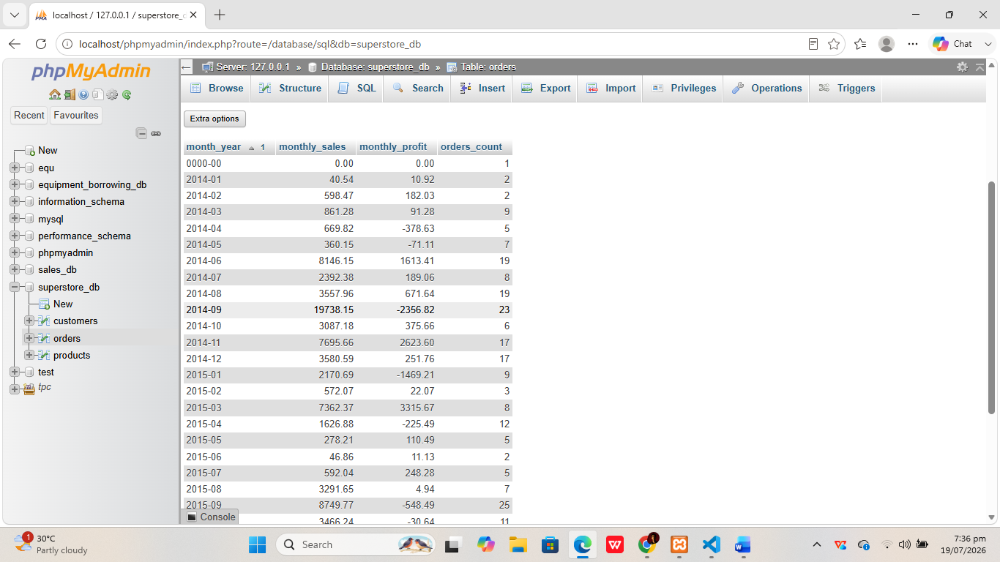 localhost / 127.0.0.1 / superstore_d
localhost/phpmyadmin/index.php?route=/database/sql&db=superstore_db
Chat
phpMyAdmin
Recent Favourites
New
equ
equipment_borrowing_db
information_schema
mysql
performance_schema
phpmyadmin
sales_db
superstore_db
New
customers
orders
products
test
tpc
Server: 127.0.0.1 » Database: superstore_db » Table: orders
Browse Structure SQL Search Insert Export Import Privileges Operations Triggers
Extra options
month_year 1 monthly_sales monthly_profit orders_count
0000-00 0.00 0.00 1
2014-01 40.54 10.92 2
2014-02 598.47 182.03 2
2014-03 861.28 91.28 9
2014-04 669.82 -378.63 5
2014-05 360.15 -71.11 7
2014-06 8146.15 1613.41 19
2014-07 2392.38 189.06 8
2014-08 3557.96 671.64 19
2014-09 19738.15 -2356.82 23
2014-10 3087.18 375.66 6
2014-11 7695.66 2623.60 17
2014-12 3580.59 251.76 17
2015-01 2170.69 -1469.21 9
2015-02 572.07 22.07 3
2015-03 7362.37 3315.67 8
2015-04 1626.88 -225.49 12
2015-05 278.21 110.49 5
2015-06 46.86 11.13 2
2015-07 592.04 248.28 5
2015-08 3291.65 4.94 7
2015-09 8749.77 -548.49 25
3466.24 -30.64 11
Console
1
30°C
Partly cloudy
Search
7:36 pm
19/07/2026